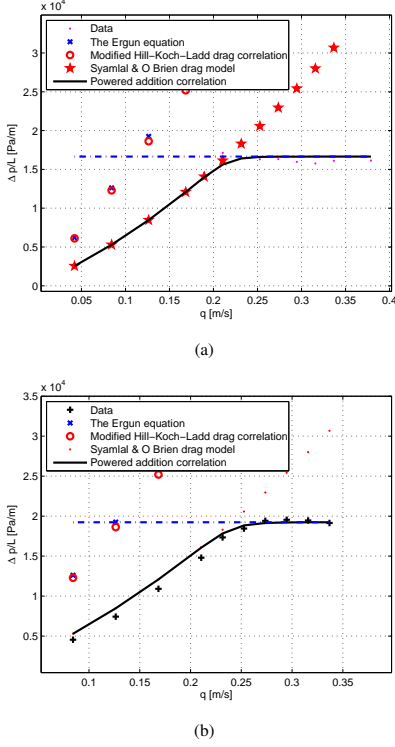 x 10⁴
Data
The Ergun equation
Modified Hill−Koch−Ladd drag correlation
Syamlal & O Brien drag model
Powered addition correlation
3
2.5
2
1.5
1
0.5
0
Δ p/L [Pa/m]
0.05 0.1 0.15 0.2 0.25 0.3 0.35 0.4
q [m/s]
(a)
x 10⁴
3.5
Data
The Ergun equation
Modified Hill−Koch−Ladd drag correlation
Syamlal & O Brien drag model
Powered addition correlation
3
2.5
2
1.5
1
0.5
Δ p/L [Pa/m]
0.1 0.15 0.2 0.25 0.3 0.35
q [m/s]
(b)